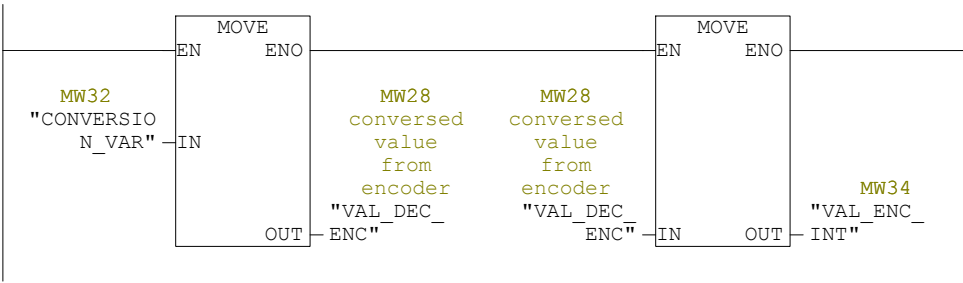 MOVE
EN ENO
MW32
"CONVERSIO
N_VAR"
IN
MW28
conversed
value
from
encoder
"VAL_DEC_
ENC"
OUT
MOVE
EN ENO
MW28
conversed
value
from
encoder
"VAL_DEC_
ENC"
IN
MW34
"VAL_ENC_
INT"
OUT